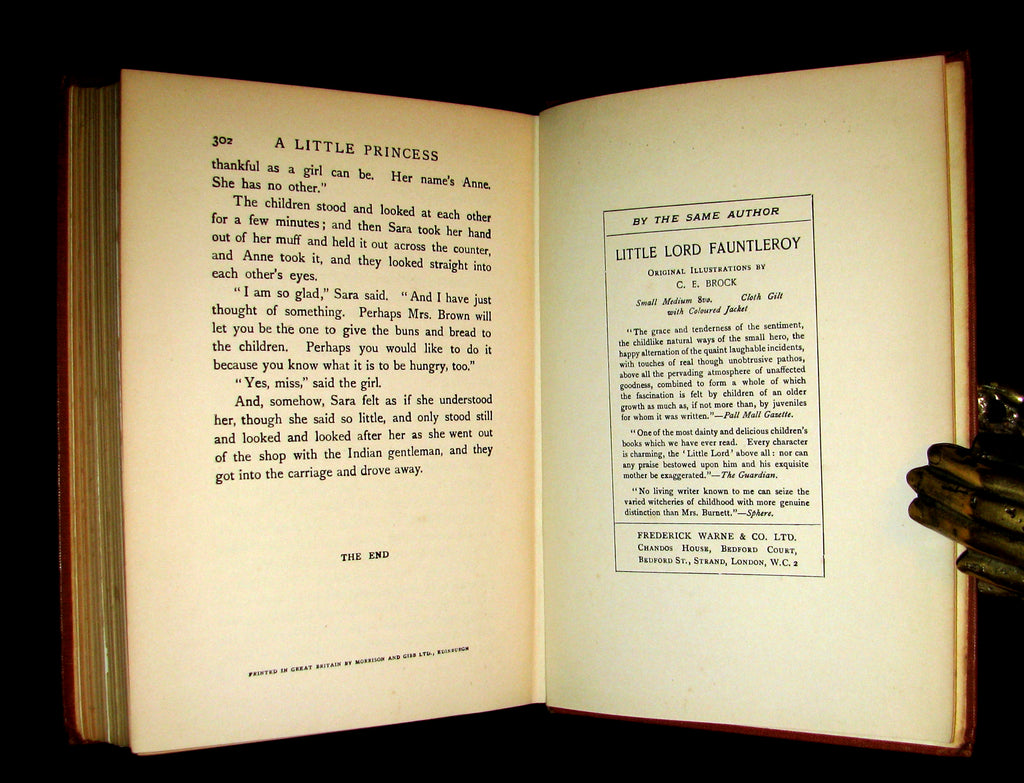 302 A LITTLE PRINCESS
thankful as a girl can be. Her name's Anne.
She has no other."
The children stood and looked at each other
for a few minutes; and then Sara took her hand
out of her muff and held it out across the counter,
and Anne took it, and they looked straight into
each other's eyes.
"I am so glad," Sara said. "And I have just
thought of something. Perhaps Mrs. Brown will
let you be the one to give the buns and bread to
the children. Perhaps you would like to do it
because you know what it is to be hungry, too."
"Yes, miss," said the girl.
And, somehow, Sara felt as if she understood
her, though she said so little, and only stood still
and looked and looked after her as she went out
of the shop with the Indian gentleman, and they
got into the carriage and drove away.
THE END
PRINTED IN GREAT BRITAIN BY MORRISON AND GIBB LTD., EDINBURGH
BY THE SAME AUTHOR
LITTLE LORD FAUNTLEROY
ORIGINAL ILLUSTRATIONS BY
C. E. BROCK
Small Medium 8vo. Cloth Gilt
with Coloured Jacket
"The grace and tenderness of the sentiment,
the childlike natural ways of the small hero, the
happy alternation of the quaint laughable incidents,
with touches of real though unobtrusive pathos,
above all the pervading atmosphere of unaffected
goodness, combined to form a whole of which
the fascination is felt by children of an older
growth as much as, if not more than, by juveniles
for whom it was written."—Pall Mall Gazette.
"One of the most dainty and delicious children's
books which we have ever read. Every character
is charming, the 'Little Lord' above all: nor can
any praise bestowed upon him and his exquisite
mother be exaggerated."—The Guardian.
"No living writer known to me can seize the
varied witcheries of childhood with more genuine
distinction than Mrs. Burnett."—Sphere.
FREDERICK WARNE & CO. LTD.
CHANDOS HOUSE, BEDFORD COURT,
BEDFORD ST., STRAND, LONDON, W.C. 2